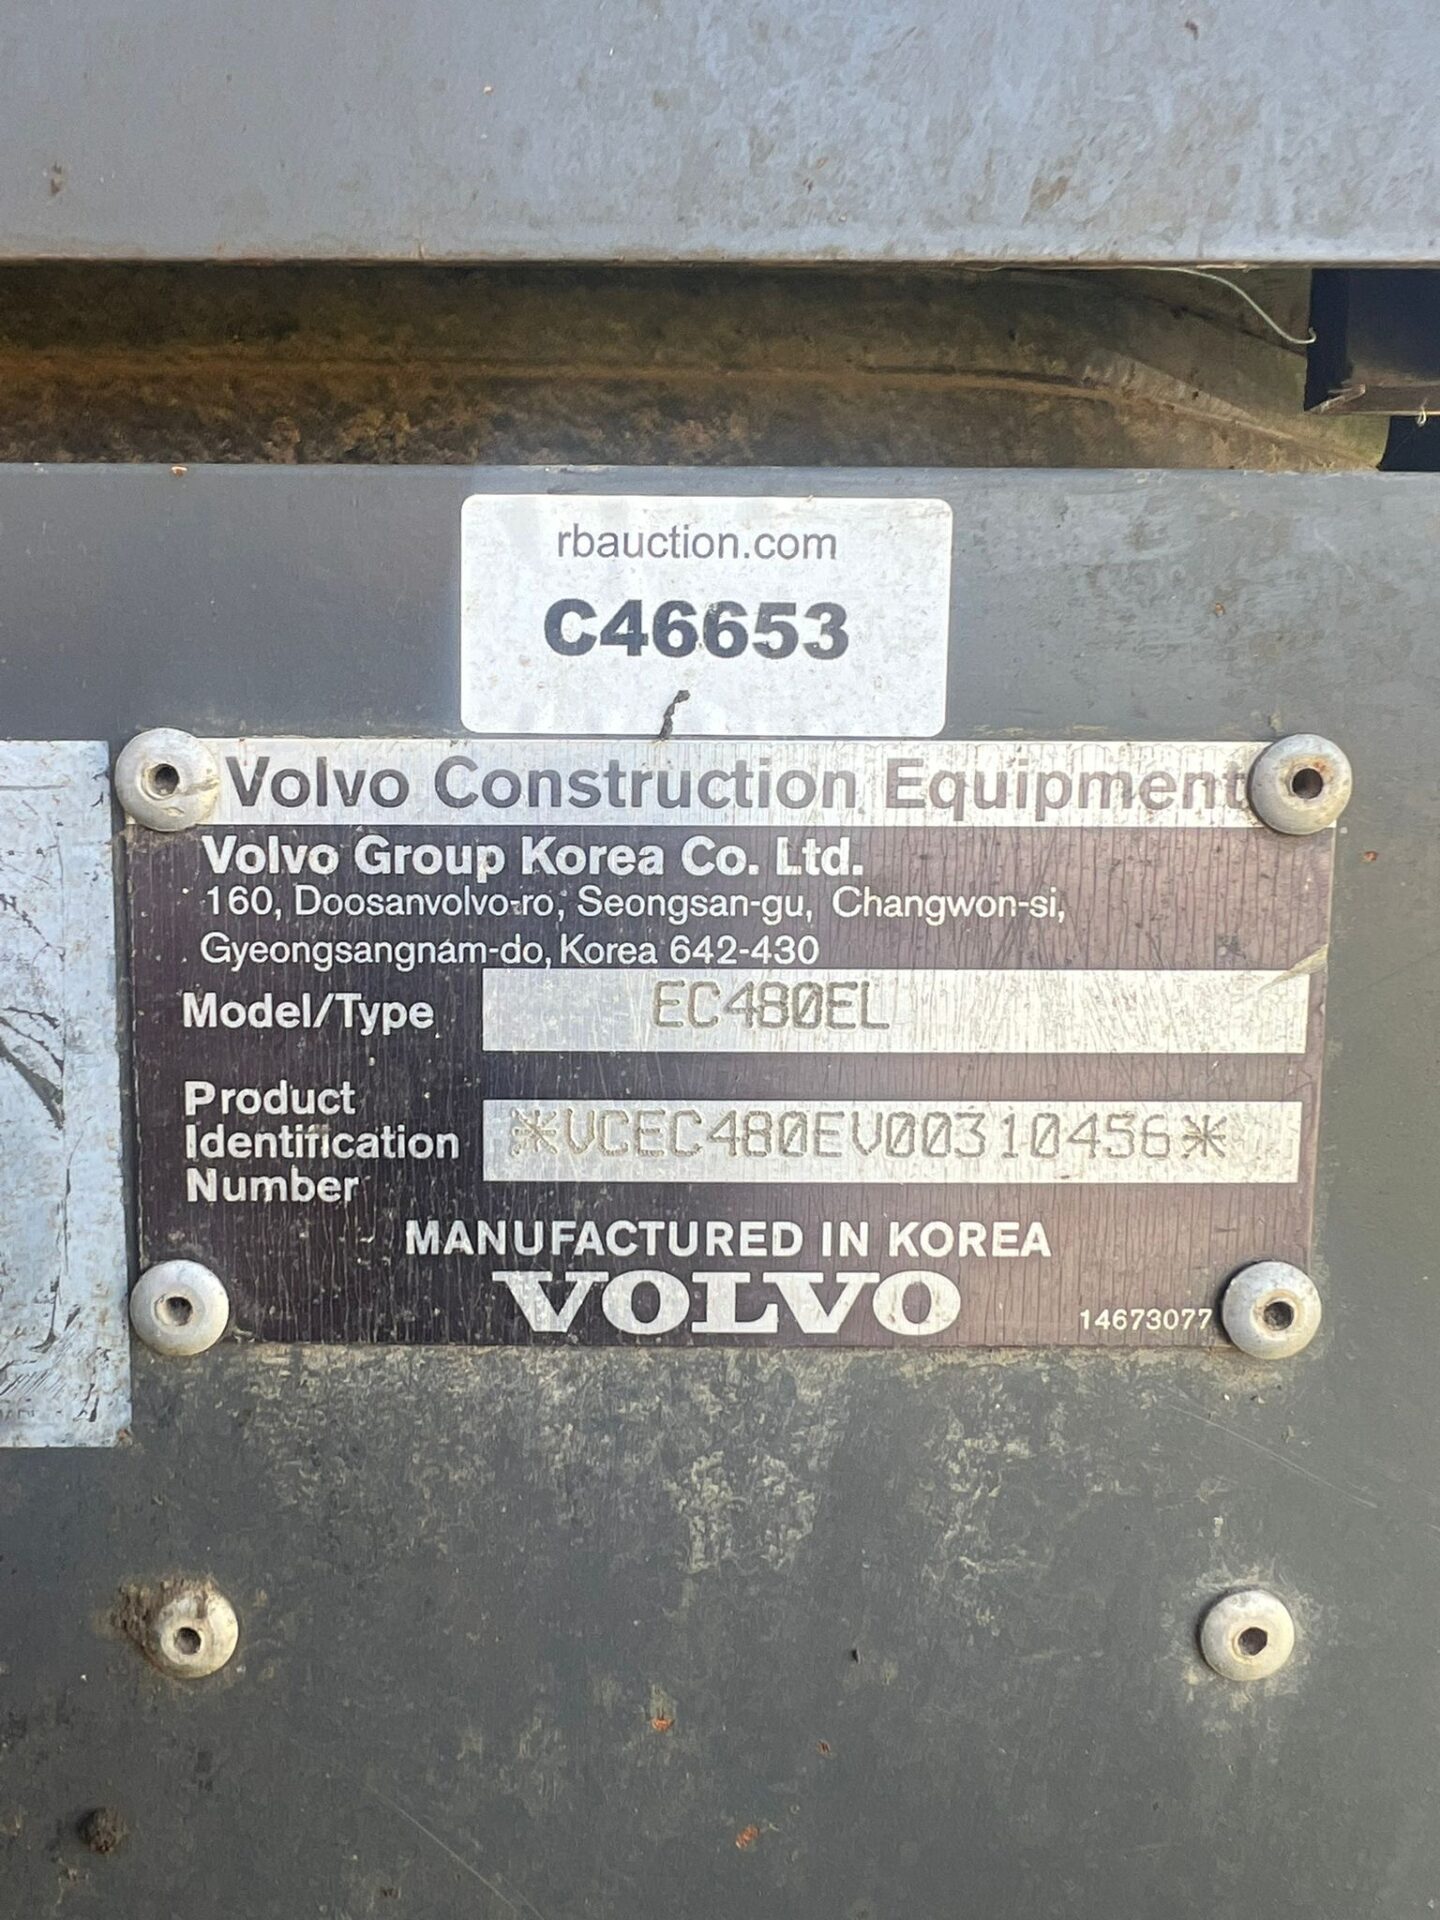 rbauction.com
C46653
Volvo Construction Equipment
Volvo Group Korea Co. Ltd.
160, Doosanvolvo-ro, Seongsan-gu, Changwon-si,
Gyeongsangnam-do, Korea 642-430
Model/Type EC480EL
Product
Identification *VCEC480EV00310456*
Number
MANUFACTURED IN KOREA
VOLVO
14673077